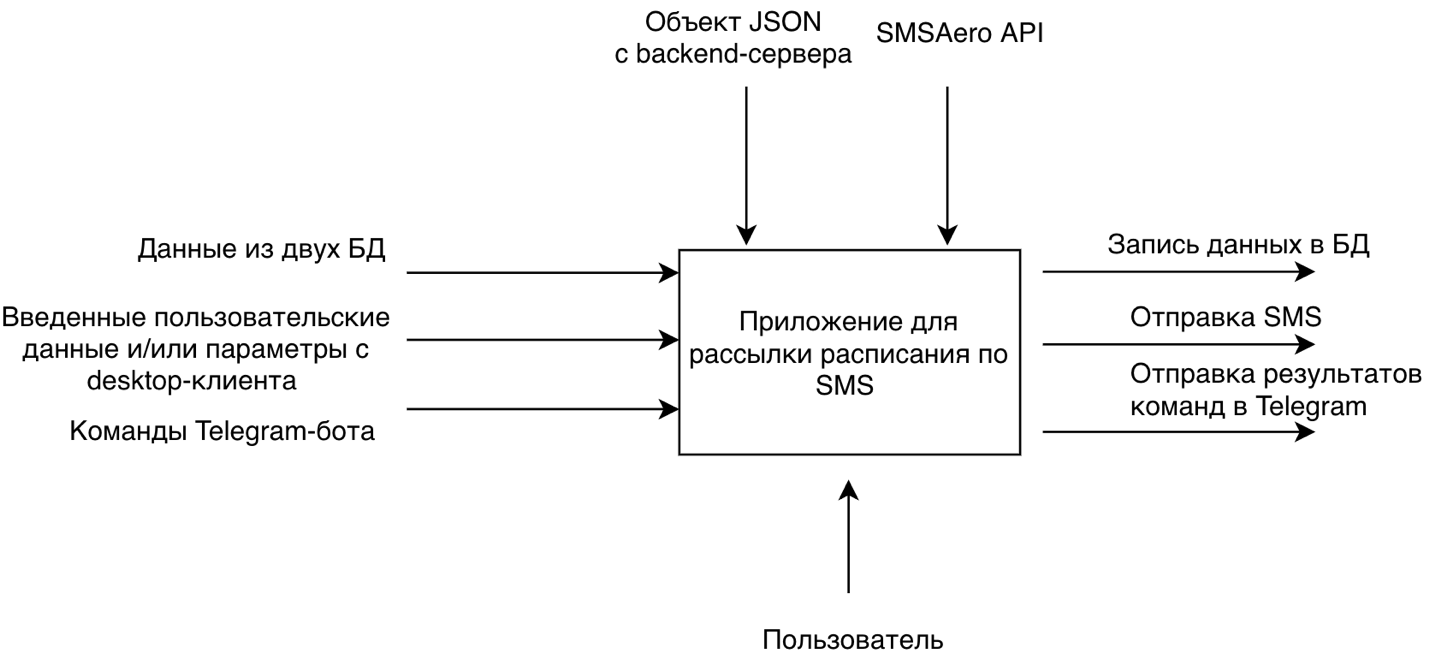 Объект JSON
с backend-сервера
SMSAero API
Данные из двух БД
Введенные пользовательские
данные и/или параметры с
desktop-клиента
Команды Telegram-бота
Приложение для
рассылки расписания по
SMS
Запись данных в БД
Отправка SMS
Отправка результатов
команд в Telegram
Пользователь